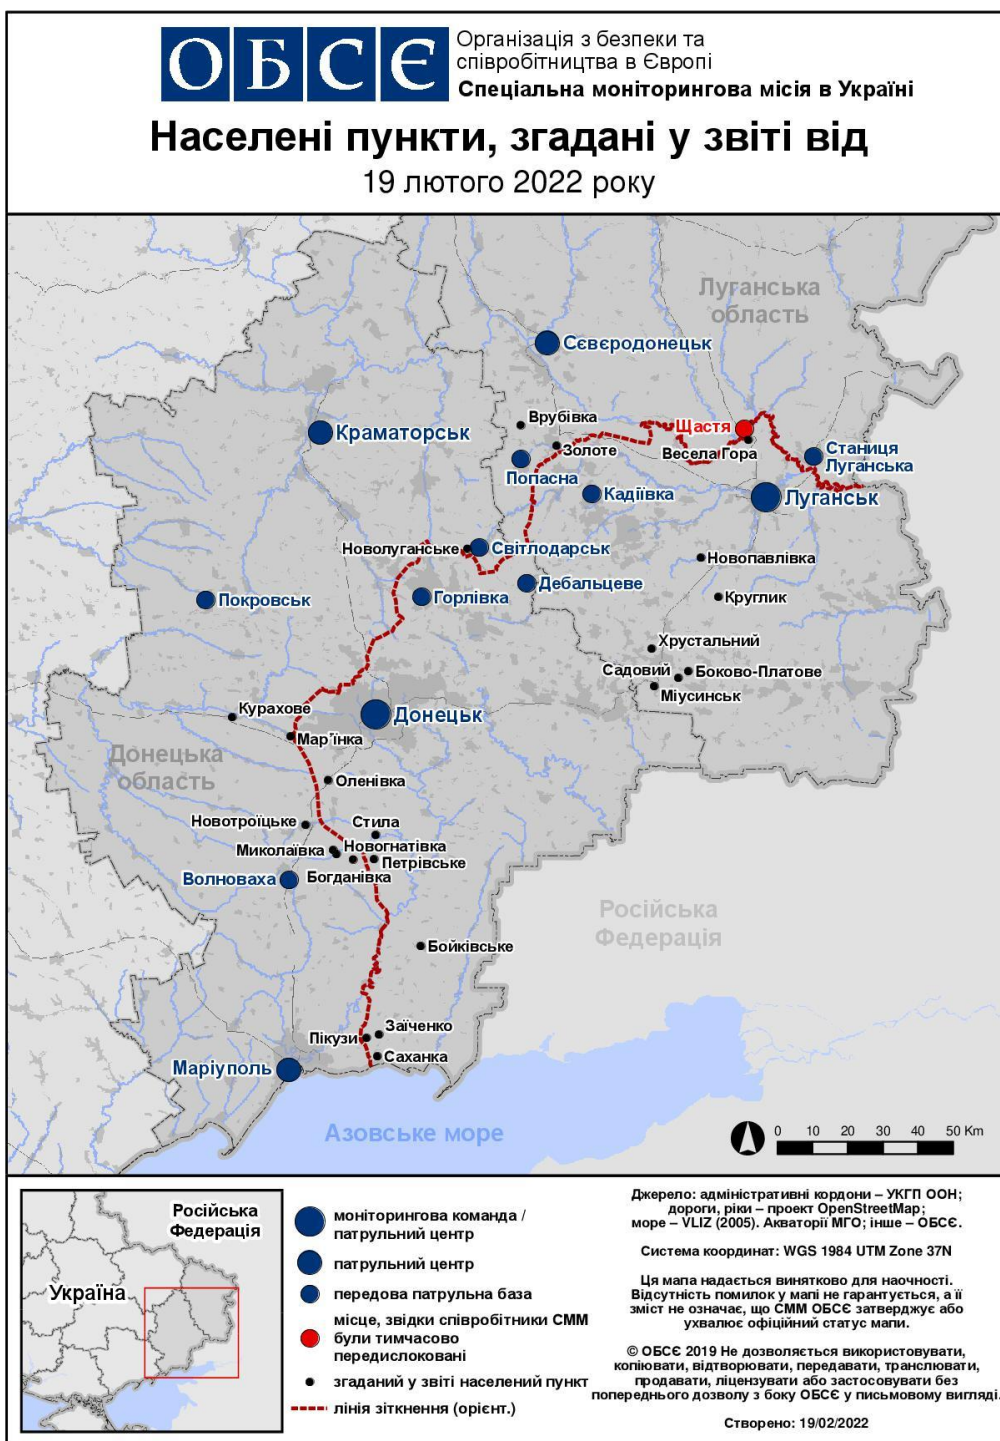 ОБСЄ
Організація з безпеки та
співробітництва в Європі
Спеціальна моніторингова місія в Україні
Населені пункти, згадані у звіті від
19 лютого 2022 року
Луганська
область
Сєвєродонецьк
Врубівка
Щастя
Краматорськ
Золоте
Весела Гора
Станиця
Луганська
Попасна
Кадіївка
Луганськ
Новолуганське
Світлодарськ
Новопавлівка
Дебальцеве
Покровськ
Горлівка
Круглик
Хрустальний
Садовий
Боково-Платове
Міусинськ
Курахове
Донецьк
Мар'їнка
Донецька
область
Оленівка
Новотроїцьке
Стила
Миколаївка
Новогнатівка
Петрівське
Богданівка
Волноваха
Російська
Федерація
Бойківське
Заїченко
Пікузи
Саханка
Маріуполь
Азовське море
0 10 20 30 40 50 Km
Російська
Федерація
Україна
моніторингова команда /
патрульний центр
патрульний центр
передова патрульна база
місце, звідки співробітники СММ
були тимчасово
передислоковані
згаданий у звіті населений пункт
лінія зіткнення (орієнт.)
Джерело: адміністративні кордони – УКГП ООН;
дороги, ріки – проект OpenStreetMap;
море – VLIZ (2005). Акваторії МГО; інше – ОБСЄ.
Система координат: WGS 1984 UTM Zone 37N
Ця мапа надається винятково для наочності.
Відсутність помилок у мапі не гарантується, а її
зміст не означає, що СММ ОБСЄ затверджує або
ухвалює офіційний статус мапи.
© ОБСЄ 2019 Не дозволяється використовувати,
копіювати, відтворювати, передавати, транслювати,
продавати, ліцензувати або застосовувати без
попереднього дозволу з боку ОБСЄ у письмовому вигляді.
Створено: 19/02/2022